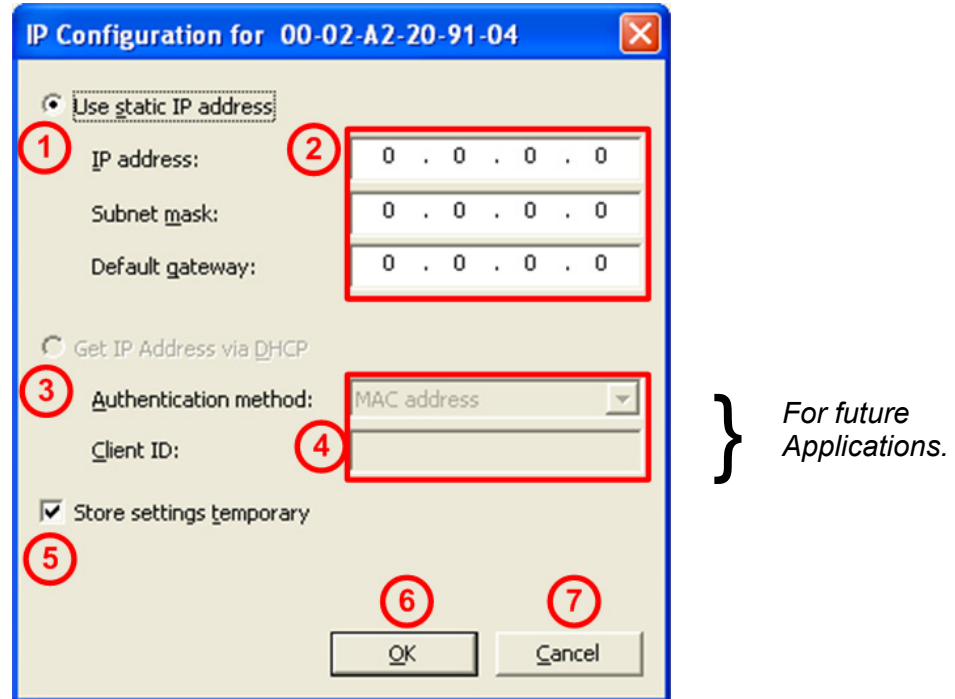 IP Configuration for 00-02-A2-20-91-04
Use static IP address
1
IP address:
2
0 . 0 . 0 . 0
Subnet mask:
0 . 0 . 0 . 0
Default gateway:
0 . 0 . 0 . 0
Get IP Address via DHCP
3
Authentication method:
MAC address
Client ID:
4
For future
Applications.
Store settings temporary
5
6
7
OK
Cancel